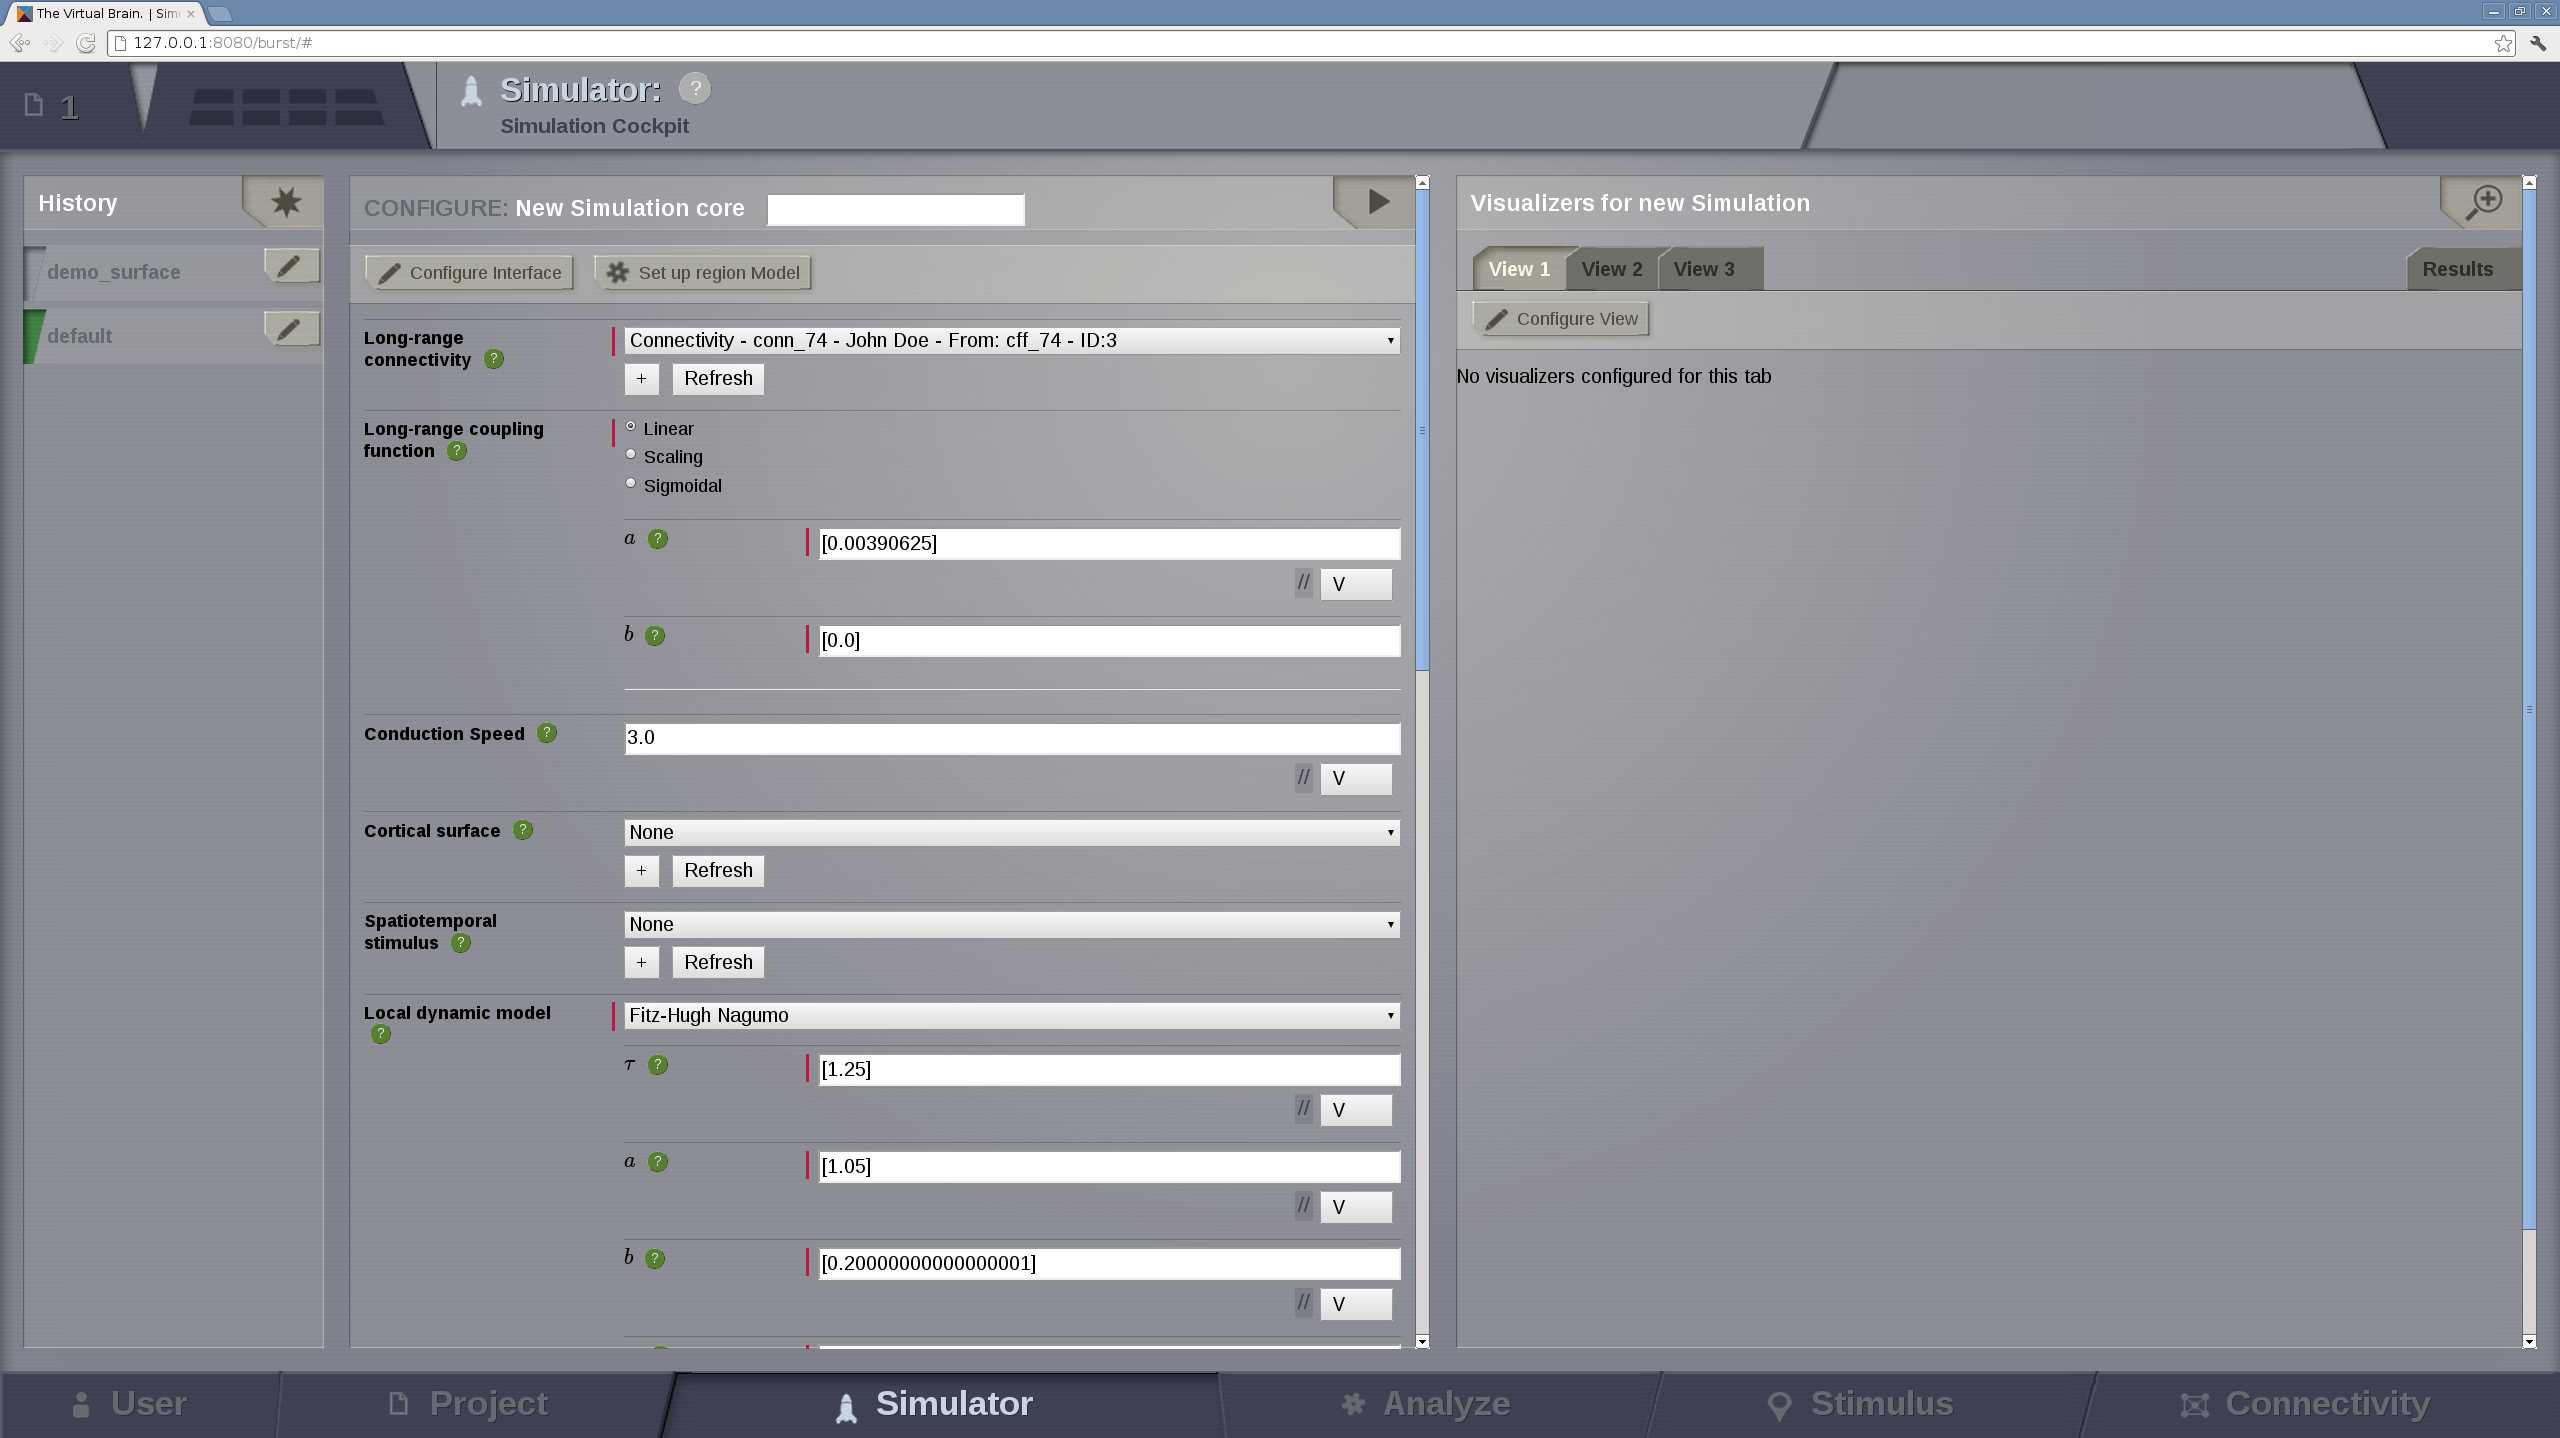 The Virtual Brain. | Sim
127.0.0.1:8080/burst/#
1
Simulator: ?
Simulation Cockpit
History
demo_surface
default
CONFIGURE: New Simulation core
Configure Interface
Set up region Model
Long-range
connectivity ?
Connectivity - conn_74 - John Doe - From: cff_74 - ID:3
+ Refresh
Long-range coupling
function ?
Linear
Scaling
Sigmoidal
a ? [0.00390625]
// V
b ? [0.0]
Conduction Speed ? 3.0
// V
Cortical surface ? None
+ Refresh
Spatiotemporal
stimulus ?
None
+ Refresh
Local dynamic model
?
Fitz-Hugh Nagumo
τ ? [1.25]
// V
a ? [1.05]
// V
b ? [0.20000000000000001]
// V
Visualizers for new Simulation
View 1 View 2 View 3 Results
Configure View
No visualizers configured for this tab
User Project Simulator Analyze Stimulus Connectivity